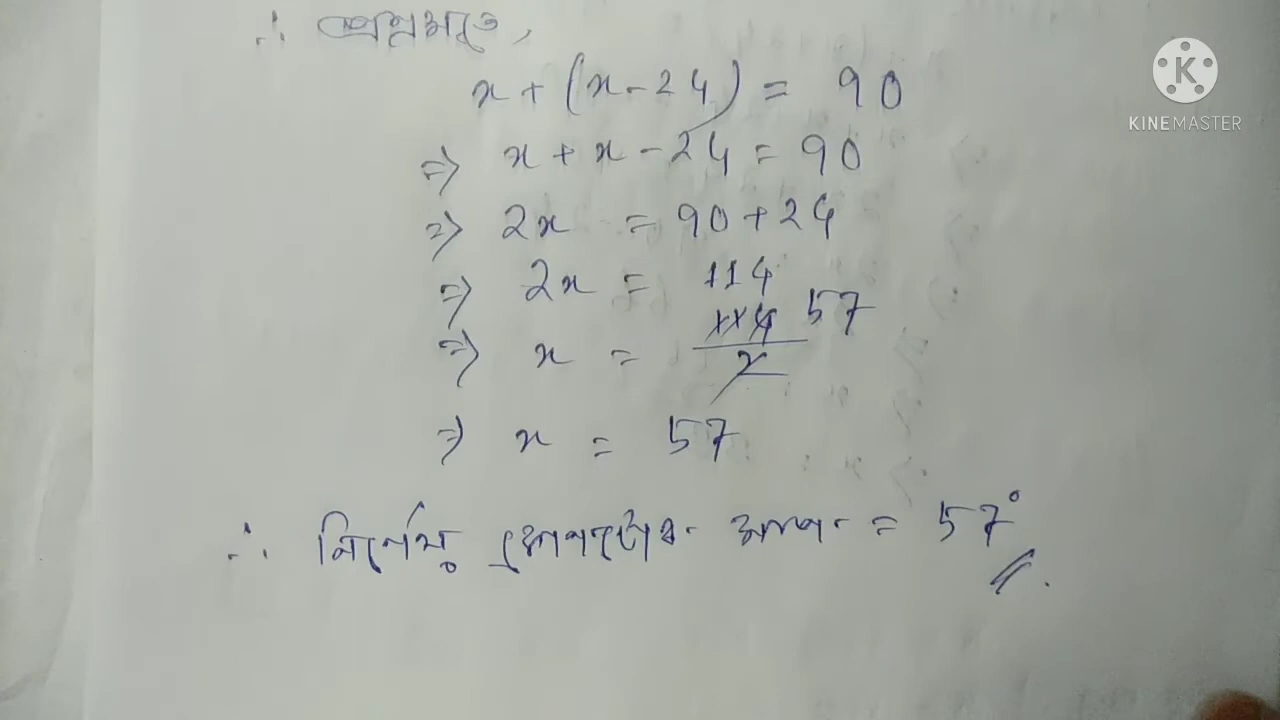 ∴ প্রশ্নমতে,
x + (x - 24) = 90
⇒ x + x - 24 = 90
⇒ 2x = 90 + 24
⇒ 2x = 114
⇒ x = 114/2 57
⇒ x = 57
∴ নির্ণেয় কোণটির মাপ = 57°
K
KINEMASTER